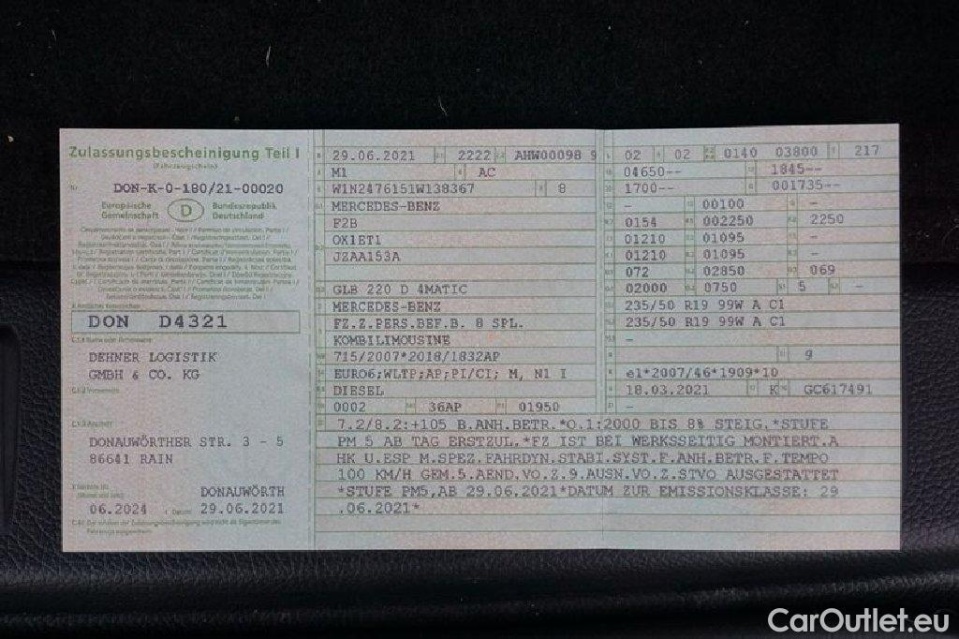 Zulassungsbescheinigung Teil I
(Fahrzeugschein)
Nr. DON-K-0-180/21-00020
Europäische Gemeinschaft D Bundesrepublik Deutschland
DON D4321
DEHNER LOGISTIK
GMBH & CO. KG
DONAUWÖRTHER STR. 3 - 5
86641 RAIN
DONAUWÖRTH
06.2024 29.06.2021
29.06.2021 2222 AHW00098 9
M1 AC
W1N2476151W138367 8
MERCEDES-BENZ
F2B
OX1ET1
JZAA153A
GLB 220 D 4MATIC
MERCEDES-BENZ
FZ.Z.PERS.BEF.B. 8 SPL.
KOMBILIMOUSINE
715/2007*2018/1832AP
EURO6;WLTP;AP;PI/CI; M, N1 I
DIESEL
0002 36AP 01950
02 02 0140 03800 217
04650-- 1845--
1700-- 001735--
- 00100 -
0154 002250 2250
01210 01095 -
01210 01095 -
072 02850 069
02000 0750 5 -
235/50 R19 99W A C1
235/50 R19 99W A C1
-
- 9
e1*2007/46*1909*10
18.03.2021 K GC617491
-
7.2/8.2:+105 B.ANH.BETR.*O.1:2000 BIS 8% STEIG.*STUFE
PM 5 AB TAG ERSTZUL.*FZ IST BEI WERKSSEITIG MONTIERT.A
HK U.ESP M.SPEZ.FAHRDYN.STABI.SYST.F.ANH.BETR.F.TEMPO
100 KM/H GEM.5.AEND.VO.Z.9.AUSN.VO.Z.STVO AUSGESTATTET
*STUFE PM5,AB 29.06.2021*DATUM ZUR EMISSIONSKLASSE: 29
.06.2021*
CarOutlet.eu